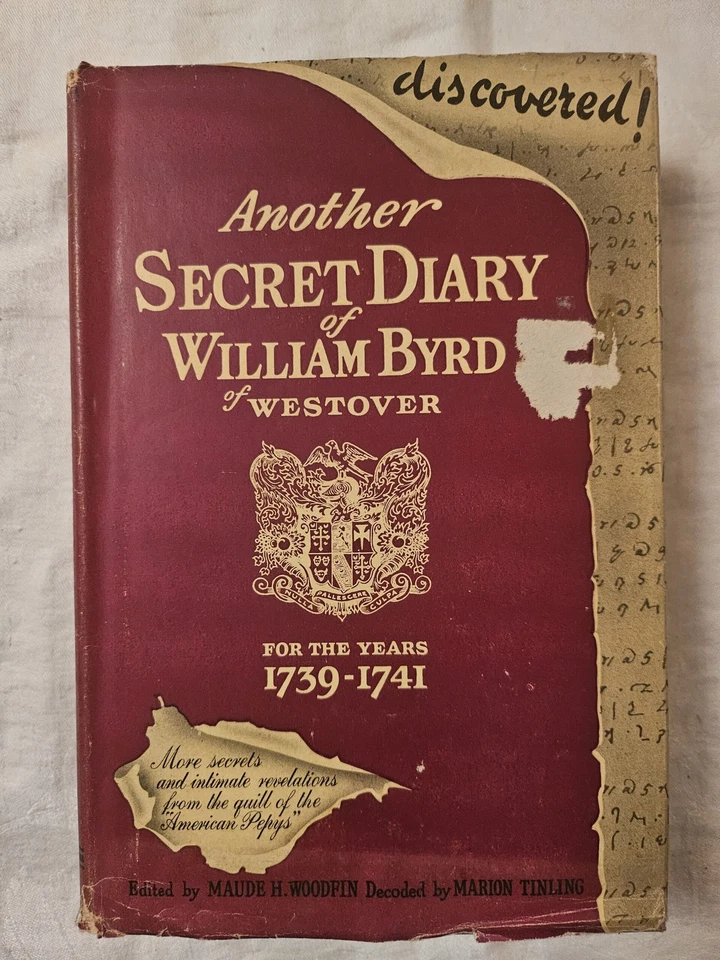 discovered!
Another
SECRET DIARY
of
WILLIAM BYRD
of WESTOVER
NULLA PALLESCERE CULPA
FOR THE YEARS
1739-1741
More secrets
and intimate revelations
from the quill of the
"American Pepys"
Edited by MAUDE H. WOODFIN Decoded by MARION TINLING